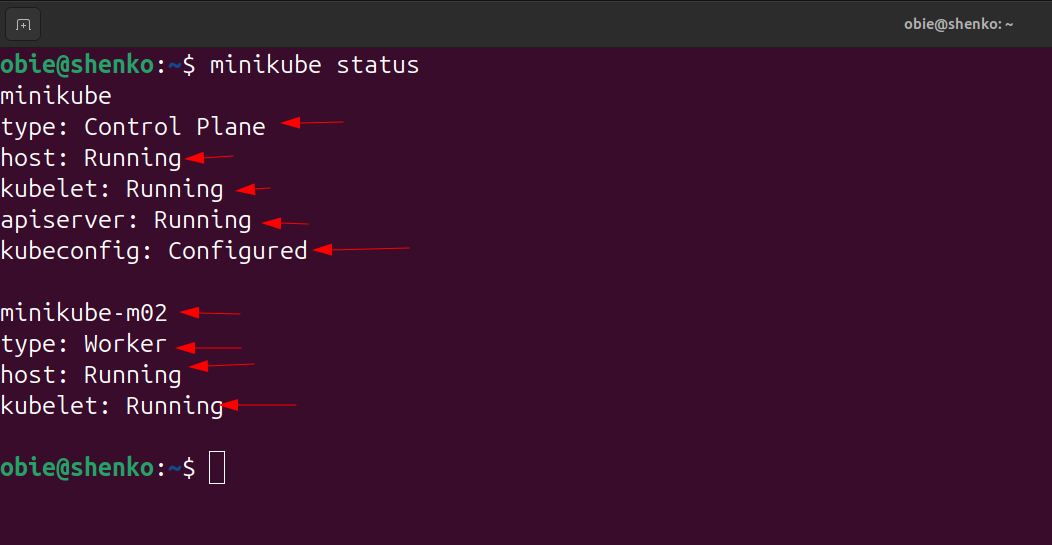 obie@shenko: ~
obie@shenko:~$ minikube status
minikube
type: Control Plane
host: Running
kubelet: Running
apiserver: Running
kubeconfig: Configured
minikube-m02
type: Worker
host: Running
kubelet: Running
obie@shenko:~$